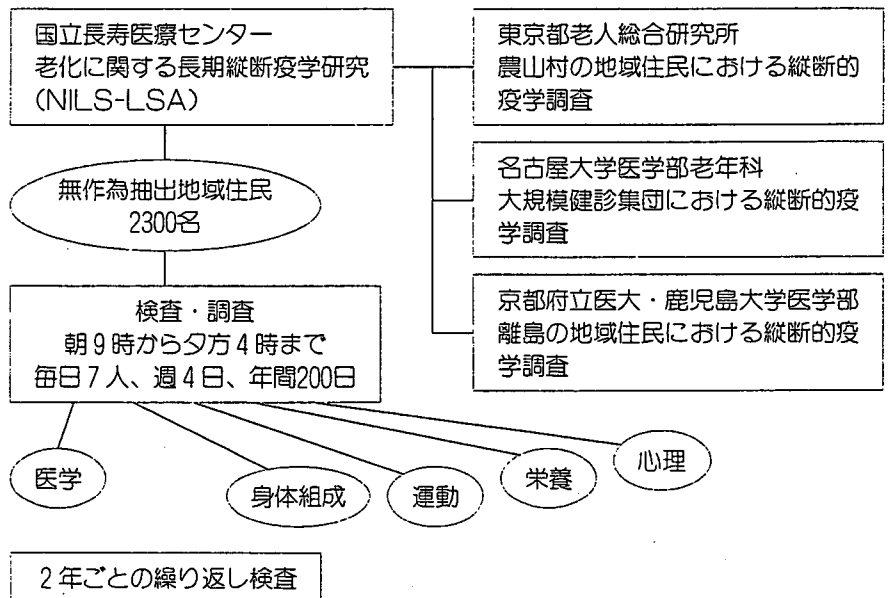 国立長寿医療センター
老化に関する長期縦断疫学研究
(NILS-LSA)
東京都老人総合研究所
農山村の地域住民における縦断的
疫学調査
無作為抽出地域住民
2300名
名古屋大学医学部老年科
大規模健診集団における縦断的疫
学調査
検査・調査
朝9時から夕方4時まで
毎日7人、週4日、年間200日
京都府立医大・鹿児島大学医学部
離島の地域住民における縦断的疫
学調査
医学
身体組成
運動
栄養
心理
2年ごとの繰り返し検査